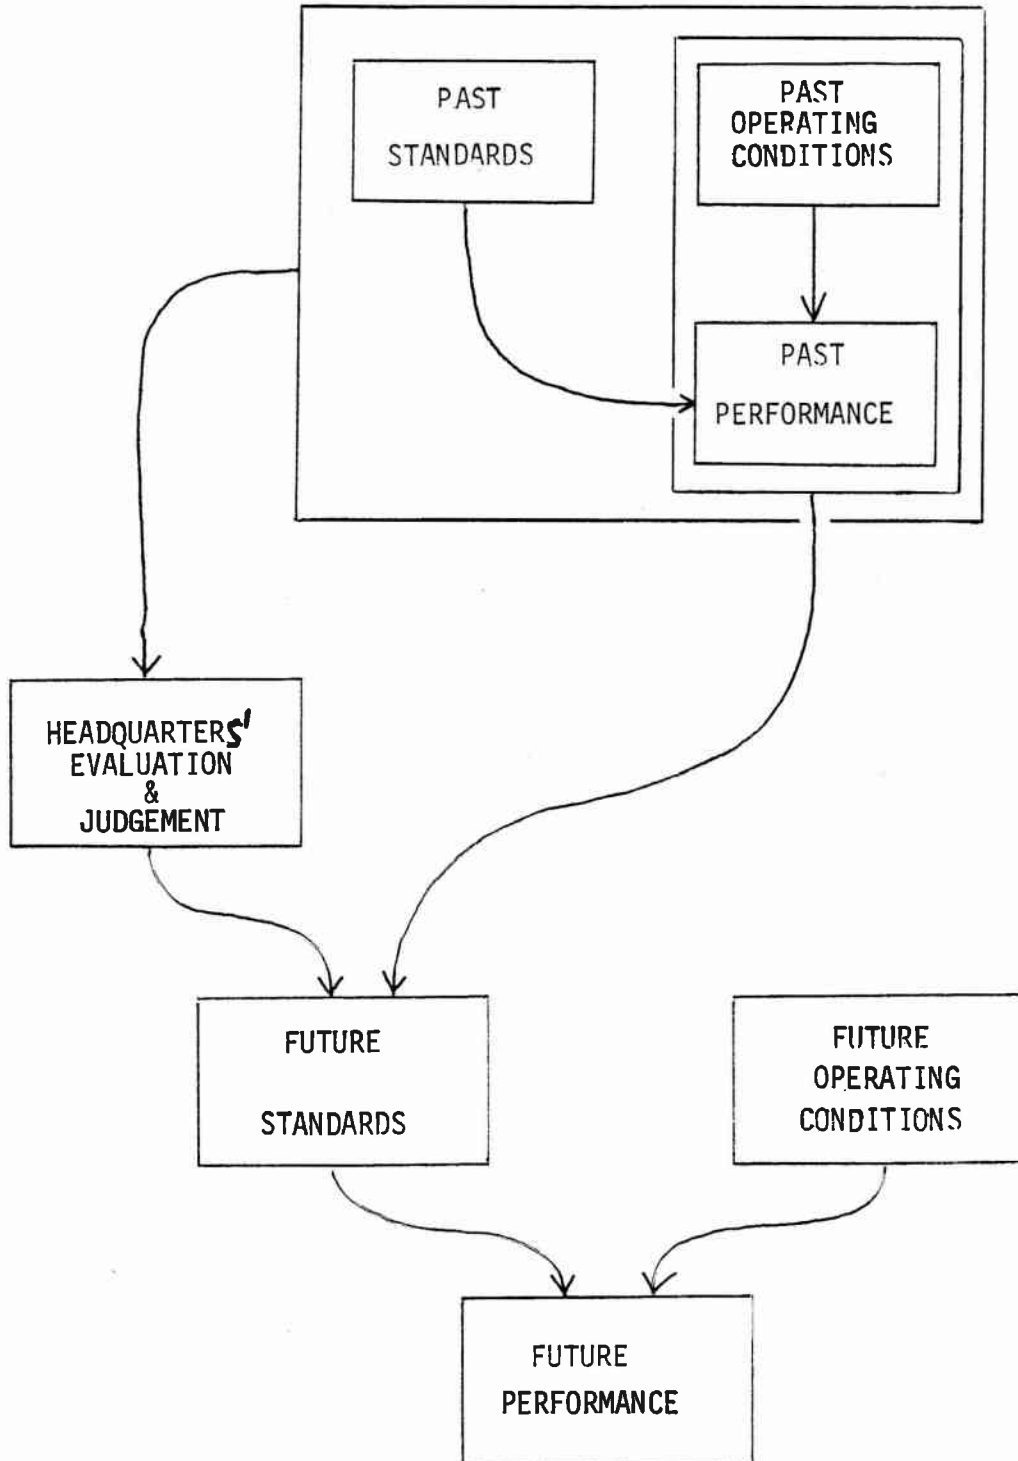 PAST
STANDARDS
PAST
OPERATING
CONDITIONS
PAST
PERFORMANCE
HEADQUARTERS'
EVALUATION
&
JUDGEMENT
FUTURE
STANDARDS
FUTURE
OPERATING
CONDITIONS
FUTURE
PERFORMANCE